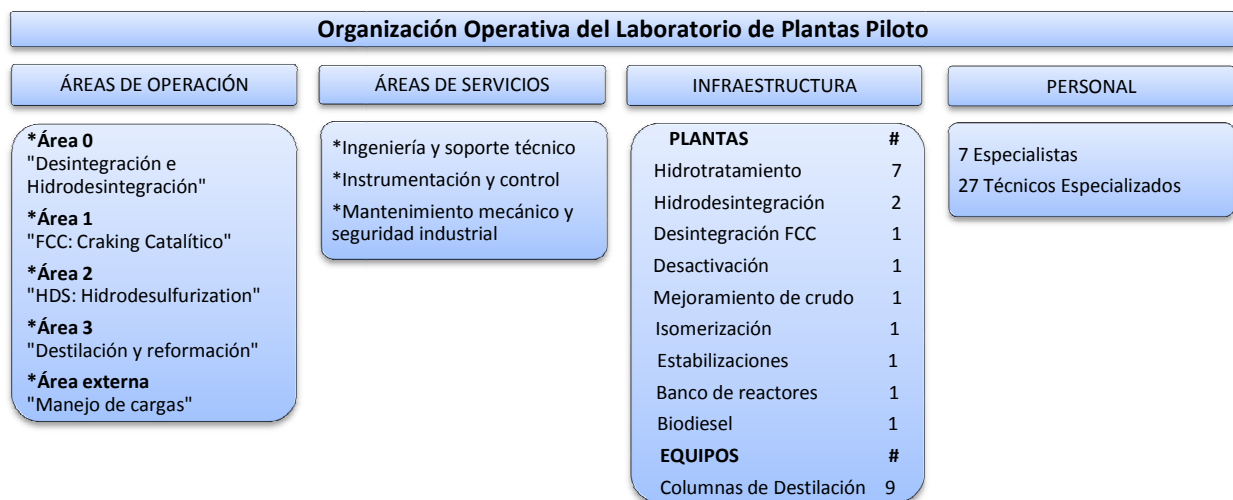 Organización Operativa del Laboratorio de Plantas Piloto
ÁREAS DE OPERACIÓN
*Área 0
"Desintegración e
Hidrodesintegración"
*Área 1
"FCC: Craking Catalítico"
*Área 2
"HDS: Hidrodesulfurization"
*Área 3
"Destilación y reformación"
*Área externa
"Manejo de cargas"
ÁREAS DE SERVICIOS
*Ingeniería y soporte técnico
*Instrumentación y control
*Mantenimiento mecánico y
seguridad industrial
INFRAESTRUCTURA
PLANTAS #
Hidrotratamiento 7
Hidrodesintegración 2
Desintegración FCC 1
Desactivación 1
Mejoramiento de crudo 1
Isomerización 1
Estabilizaciones 1
Banco de reactores 1
Biodiesel 1
EQUIPOS #
Columnas de Destilación 9
PERSONAL
7 Especialistas
27 Técnicos Especializados